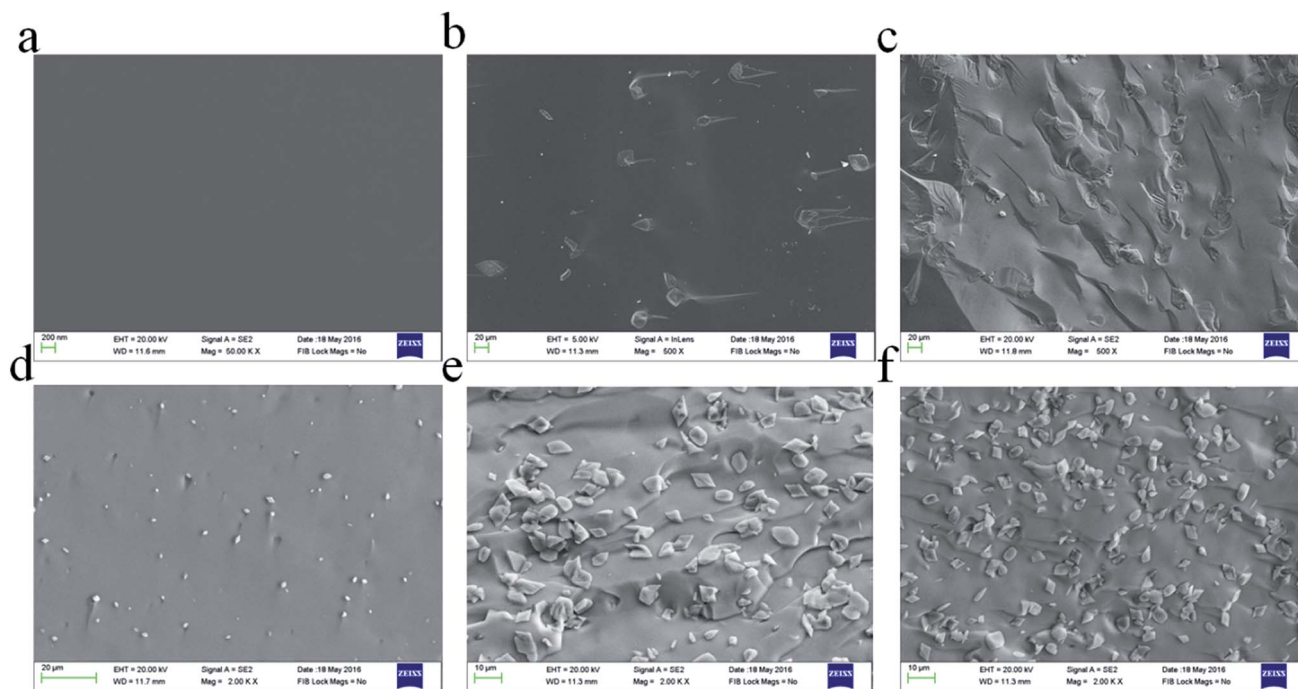 a
b
c
200 nm
EHT = 20.00 kV
Signal A = SE2
Date :18 May 2016
WD = 11.6 mm
Mag = 50.00 K X
FIB Lock Mags = No
ZEISS
20 µm
EHT = 5.00 kV
Signal A = InLens
Date :18 May 2016
WD = 11.3 mm
Mag = 500 X
FIB Lock Mags = No
ZEISS
20 µm
EHT = 20.00 kV
Signal A = SE2
Date :18 May 2016
WD = 11.8 mm
Mag = 500 X
FIB Lock Mags = No
ZEISS
d
e
f
20 µm
EHT = 20.00 kV
Signal A = SE2
Date :18 May 2016
WD = 11.7 mm
Mag = 2.00 K X
FIB Lock Mags = No
ZEISS
10 µm
EHT = 20.00 kV
Signal A = SE2
Date :18 May 2016
WD = 11.3 mm
Mag = 2.00 K X
FIB Lock Mags = No
ZEISS
10 µm
EHT = 20.00 kV
Signal A = SE2
Date :18 May 2016
WD = 11.3 mm
Mag = 2.00 K X
FIB Lock Mags = No
ZEISS